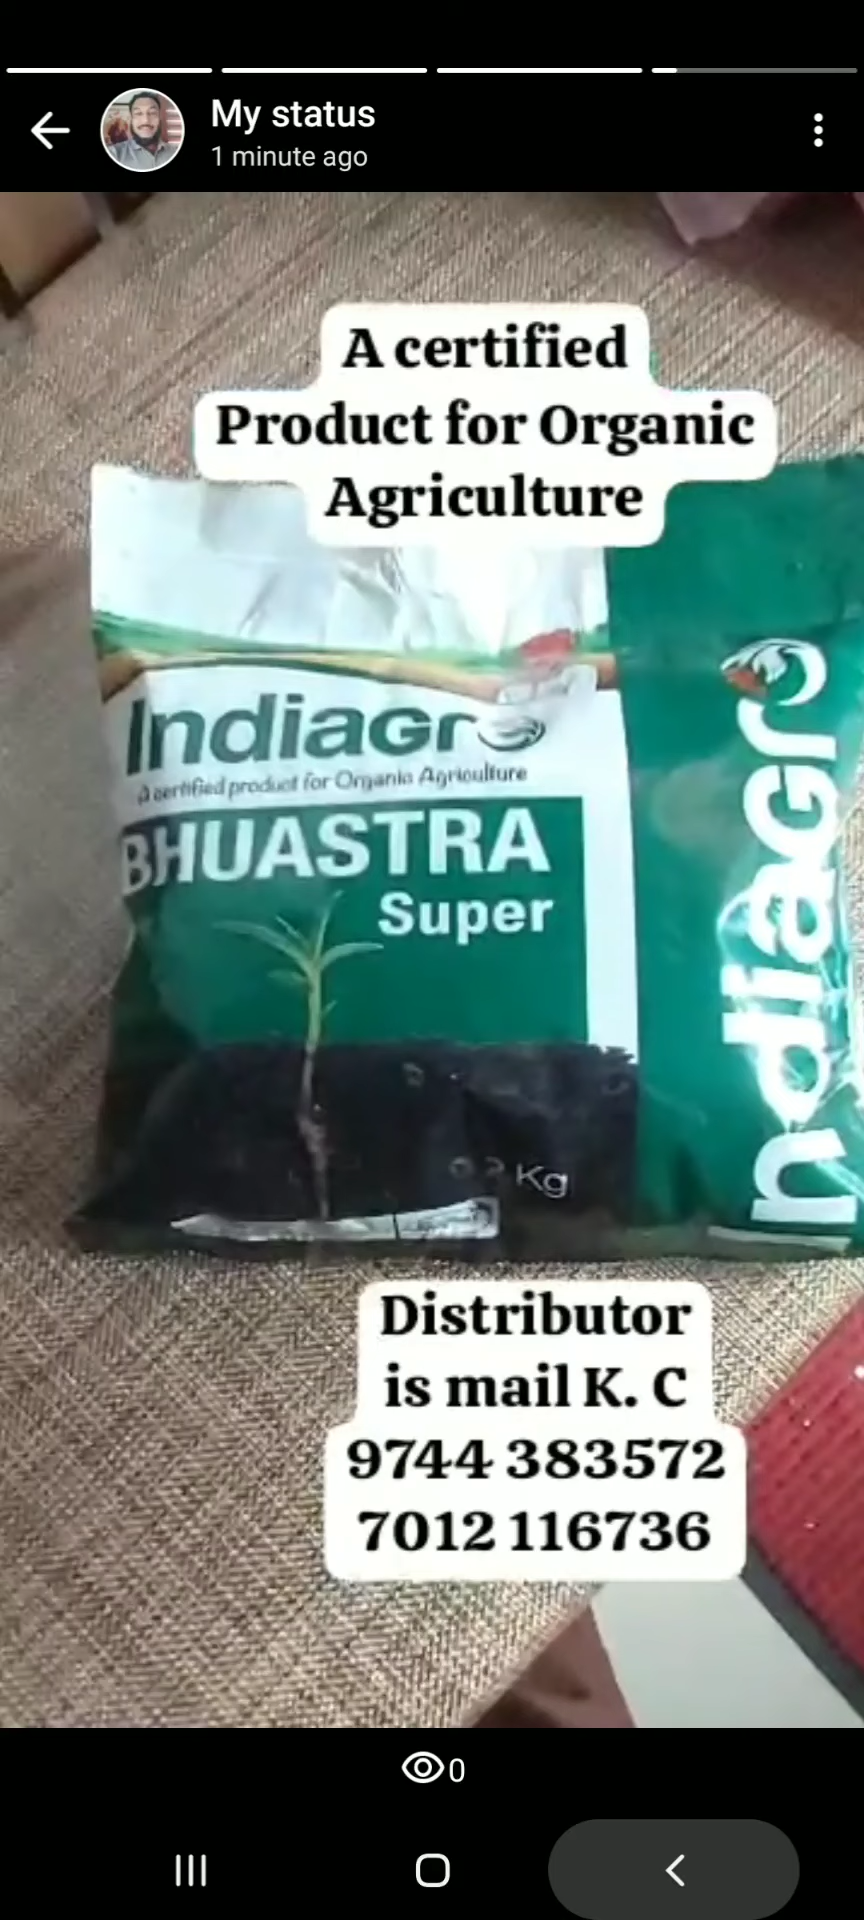 My status
1 minute ago
A certified
Product for Organic
Agriculture
Indiagro
A certified product for Organic Agriculture
BHUASTRA
Super
Kg
Indiagro
Distributor
is mail K. C
9744 383572
7012 116736
0